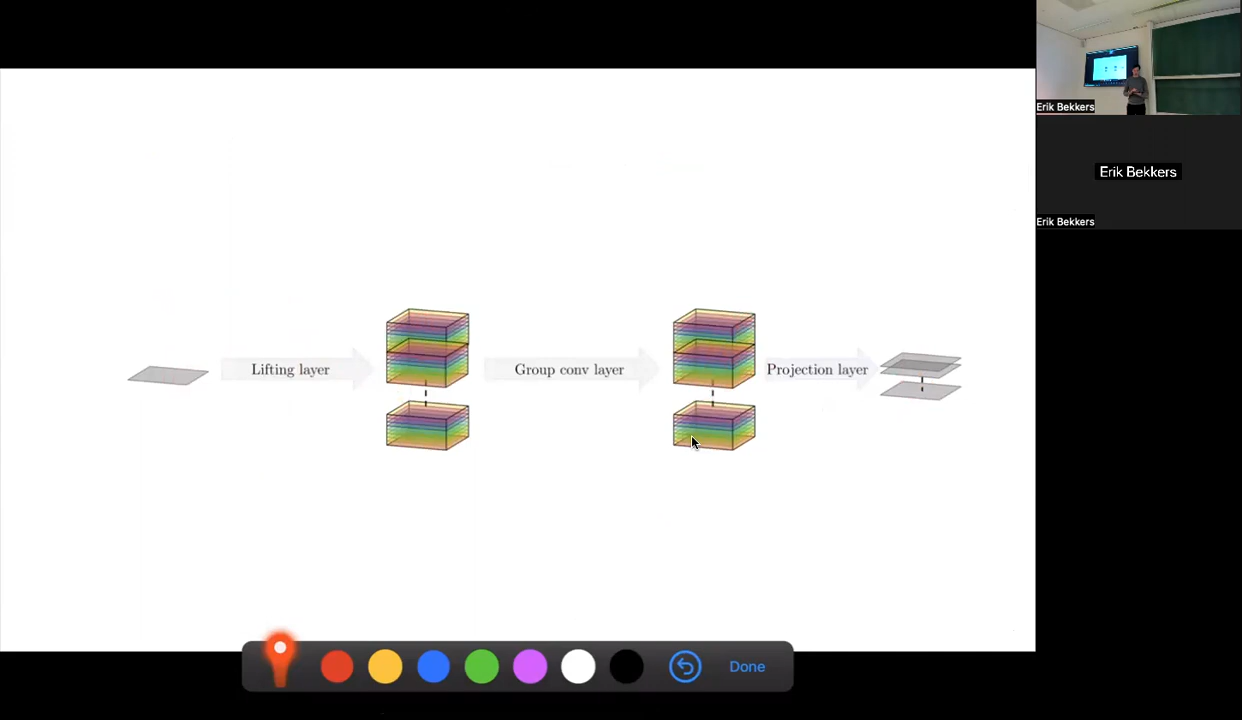 Erik Bekkers
Erik Bekkers
Erik Bekkers
Lifting layer
Group conv layer
Projection layer
Done